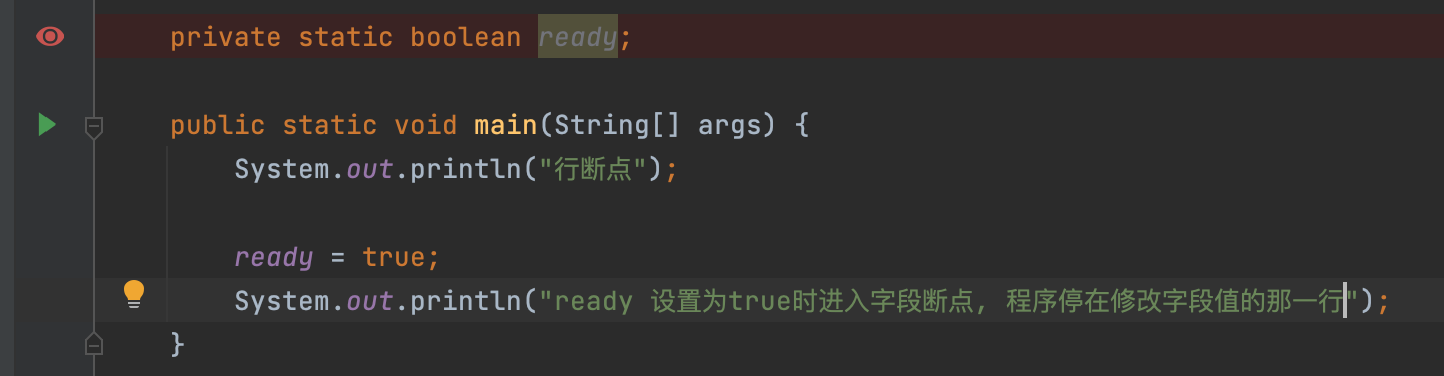 private static boolean ready;
public static void main(String[] args) {
System.out.println("行断点");
ready = true;
System.out.println("ready 设置为true时进入字段断点, 程序停在修改字段值的那一行");
}